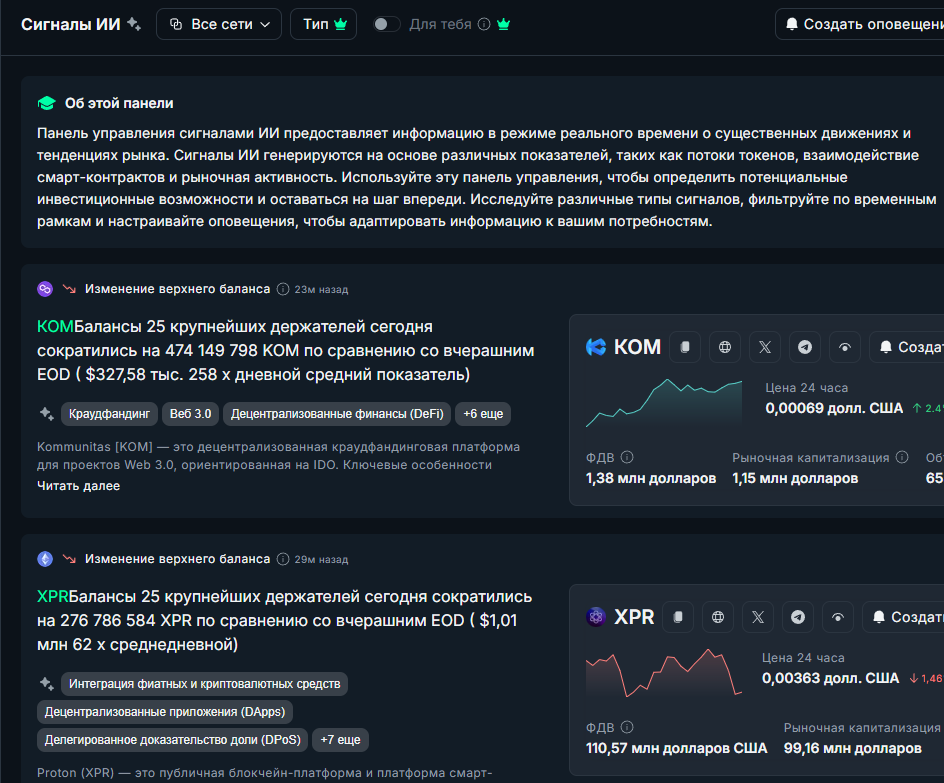 Сигналы ИИ
Все сети
Тип
Для тебя
Создать оповещени
Об этой панели
Панель управления сигналами ИИ предоставляет информацию в режиме реального времени о существенных движениях и
тенденциях рынка. Сигналы ИИ генерируются на основе различных показателей, таких как потоки токенов, взаимодействие
смарт-контрактов и рыночная активность. Используйте эту панель управления, чтобы определить потенциальные
инвестиционные возможности и оставаться на шаг впереди. Исследуйте различные типы сигналов, фильтруйте по временным
рамкам и настраивайте оповещения, чтобы адаптировать информацию к вашим потребностям.
Изменение верхнего баланса 23м назад
KOMБалансы 25 крупнейших держателей сегодня
сократились на 474 149 798 KOM по сравнению со вчерашним
EOD ( $327,58 тыс. 258 x дневной средний показатель)
Краудфандинг
Веб 3.0
Децентрализованные финансы (DeFi)
+6 еще
Kommunitas [KOM] — это децентрализованная краудфандинговая платформа
для проектов Web 3.0, ориентированная на IDO. Ключевые особенности
Читать далее
KOM
Создат
Цена 24 часа
0,00069 долл. США 2.4
ФДВ
1,38 млн долларов
Рыночная капитализация
1,15 млн долларов
Об
65
Изменение верхнего баланса 29м назад
XPRБалансы 25 крупнейших держателей сегодня сократились
на 276 786 584 XPR по сравнению со вчерашним EOD ( $1,01
млн 62 x среднедневной)
Интеграция фиатных и криптовалютных средств
Децентрализованные приложения (DApps)
Делегированное доказательство доли (DPoS)
+7 еще
Proton (XPR) — это публичная блокчейн-платформа и платформа смарт-
XPR
Создат
Цена 24 часа
0,00363 долл. США 1,46
ФДВ
110,57 млн долларов США
Рыночная капитализация
99,16 млн долларов